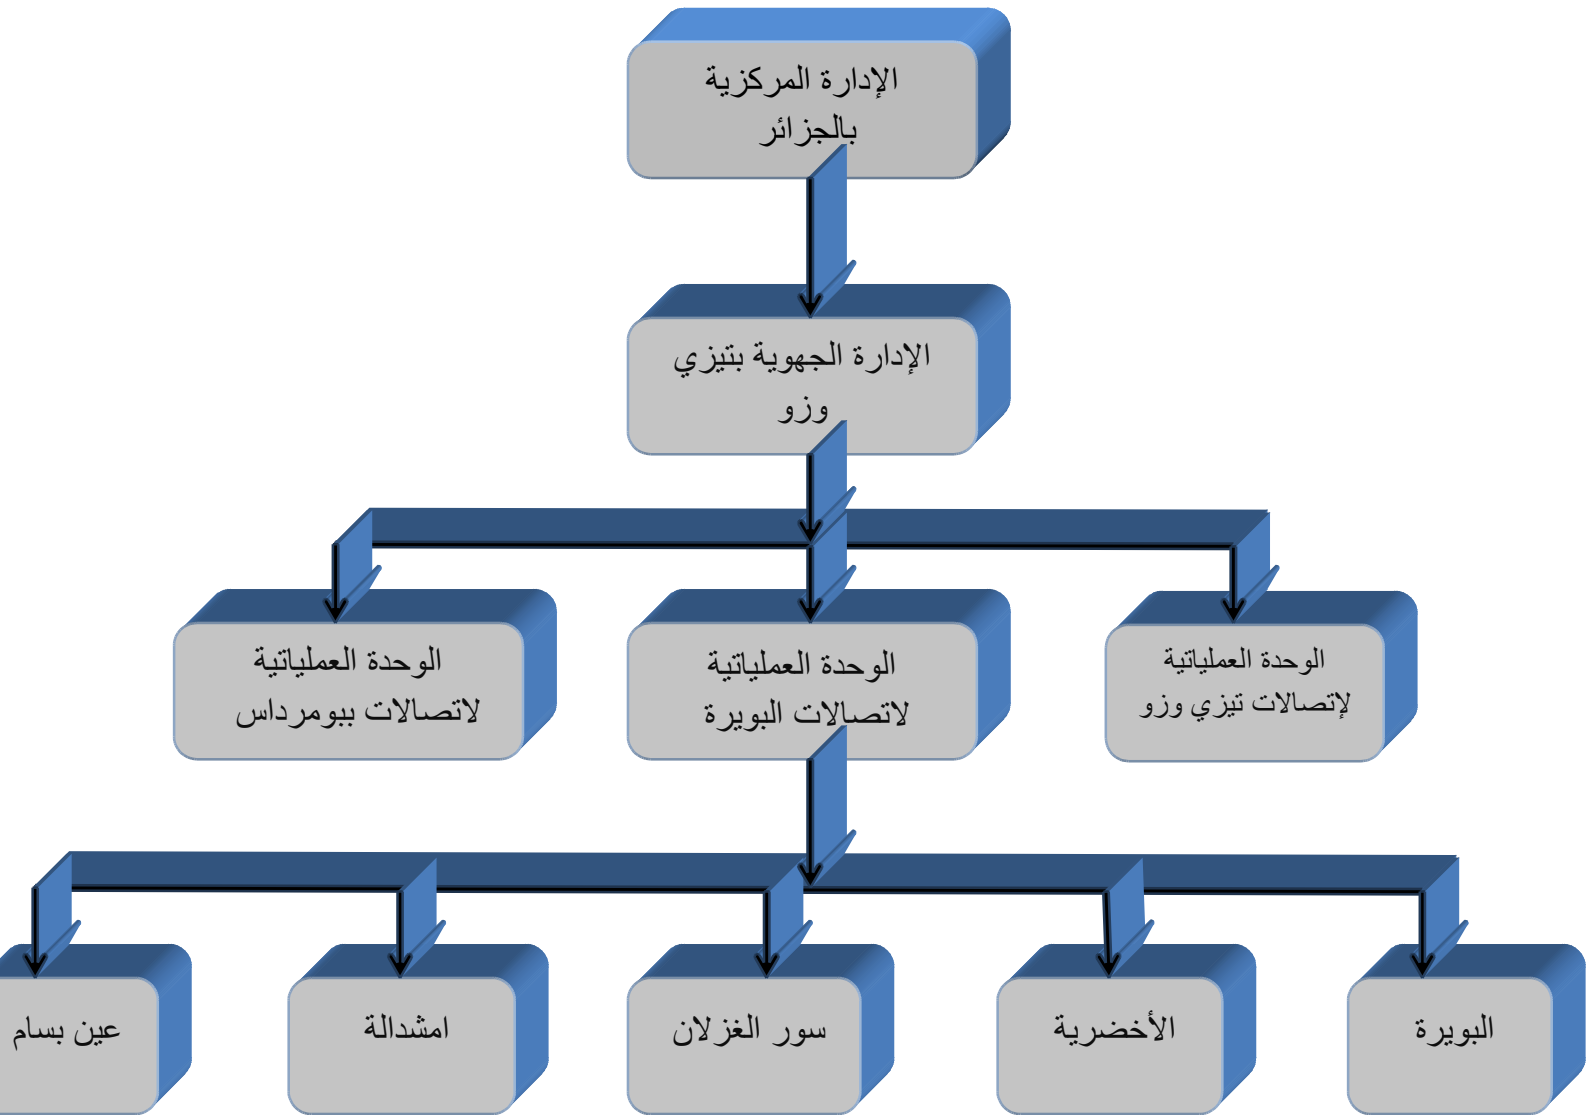 الإدارة المركزية
بالجزائر
الإدارة الجهوية بتيزي
وزو
الوحدة العملياتية
لإتصالات تيزي وزو
الوحدة العملياتية
لاتصالات البويرة
الوحدة العملياتية
لاتصالات ببومرداس
البويرة
الأخضرية
سور الغزلان
امشدالة
عين بسام